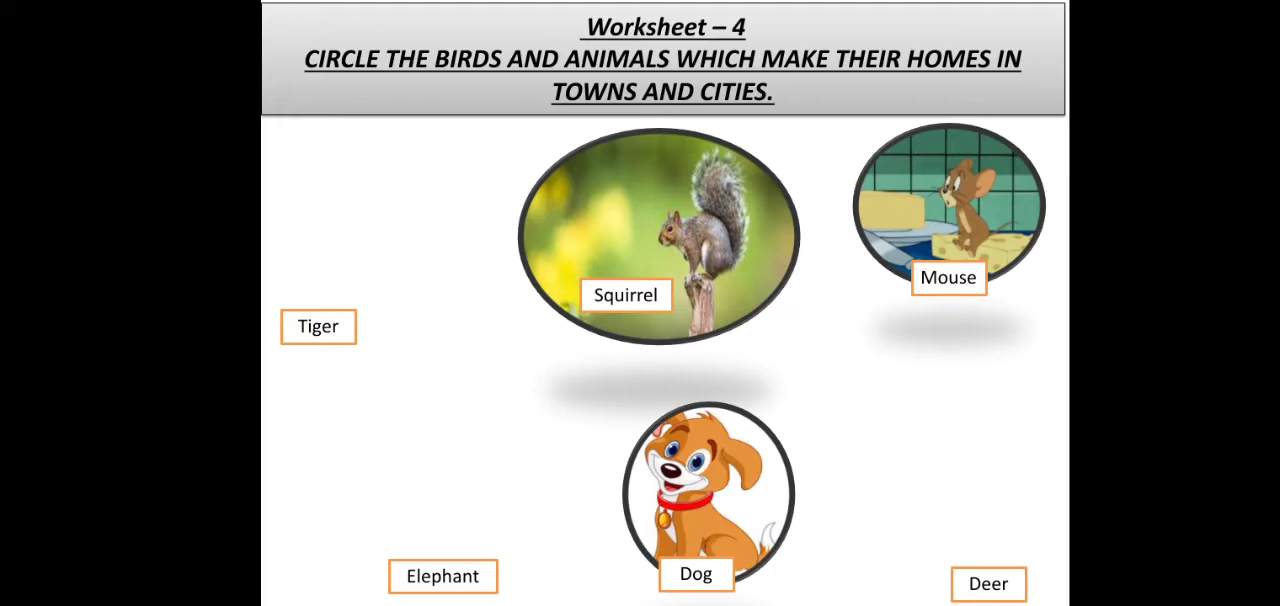 Worksheet – 4
CIRCLE THE BIRDS AND ANIMALS WHICH MAKE THEIR HOMES IN
TOWNS AND CITIES.
Squirrel
Mouse
Tiger
Elephant
Dog
Deer